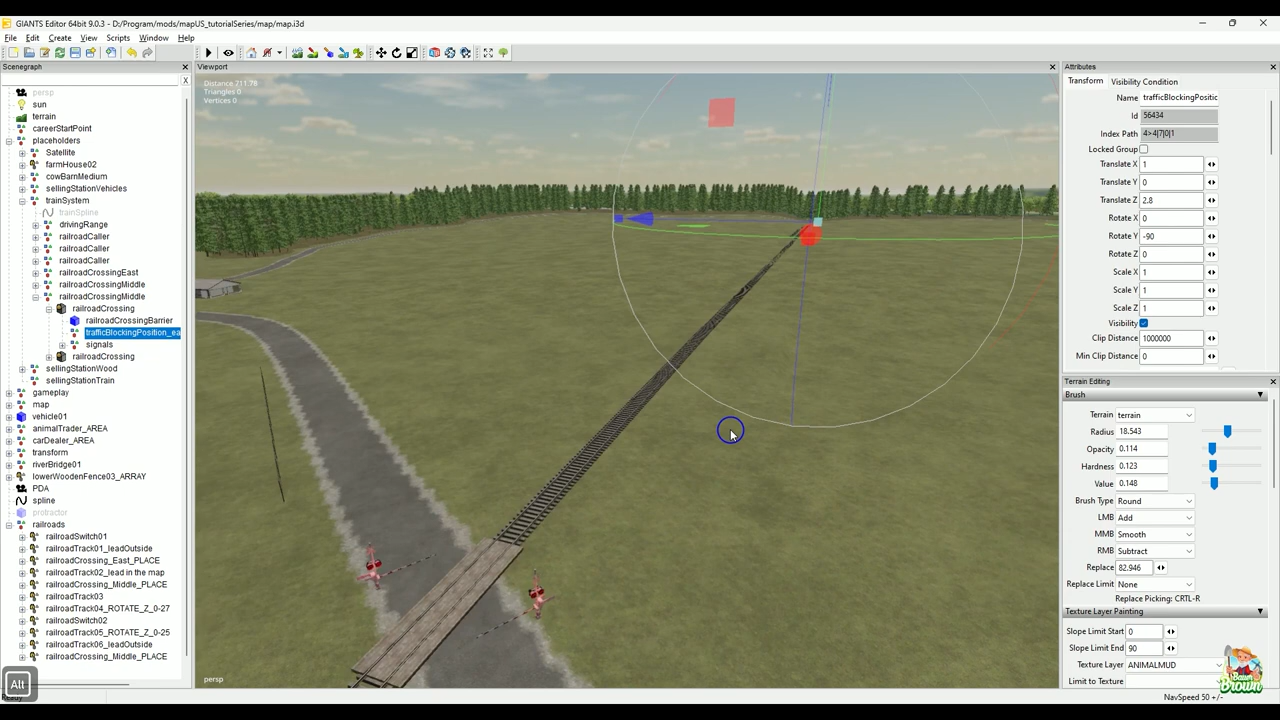 GIANTS Editor 64bit 9.0.3 - D:/Program/mods/mapUS_tutorialSeries/map/map.i3d
File Edit Create View Scripts Window Help
Scenegraph
X
persp
sun
terrain
careerStartPoint
placeholders
Satellite
farmHouse02
cowBarnMedium
sellingStationVehicles
trainSystem
trainSpline
drivingRange
railroadCaller
railroadCaller
railroadCaller
railroadCrossingEast
railroadCrossingMiddle
railroadCrossingMiddle
railroadCrossing
railroadCrossingBarrier
trafficBlockingPosition_ea
signals
railroadCrossing
sellingStationWood
sellingStationTrain
gameplay
map
vehicle01
animalTrader_AREA
carDealer_AREA
transform
riverBridge01
lowerWoodenFence03_ARRAY
PDA
spline
protractor
railroads
railroadSwitch01
railroadTrack01_leadOutside
railroadCrossing_East_PLACE
railroadTrack02_lead in the map
railroadCrossing_Middle_PLACE
railroadTrack03
railroadTrack04_ROTATE_Z_0-27
railroadSwitch02
railroadTrack05_ROTATE_Z_0-25
railroadTrack06_leadOutside
railroadCrossing_Middle_PLACE
Alt
Ready
Viewport
Distance 711.78
Triangles 0
Vertices 0
persp
Attributes
Transform Visibility Condition
Name trafficBlockingPositic
Id 56434
Index Path 4>4|7|0|1
Locked Group
Translate X 1
Translate Y 0
Translate Z 2.8
Rotate X 0
Rotate Y -90
Rotate Z 0
Scale X 1
Scale Y 1
Scale Z 1
Visibility
Clip Distance 1000000
Min Clip Distance 0
Terrain Editing
Brush
Terrain terrain
Radius 18.543
Opacity 0.114
Hardness 0.123
Value 0.148
Brush Type Round
LMB Add
MMB Smooth
RMB Subtract
Replace 82.946
Replace Limit None
Replace Picking: CRTL-R
Texture Layer Painting
Slope Limit Start 0
Slope Limit End 90
Texture Layer ANIMALMUD
Limit to Texture
Bauer
Brown
NavSpeed 50 +/-